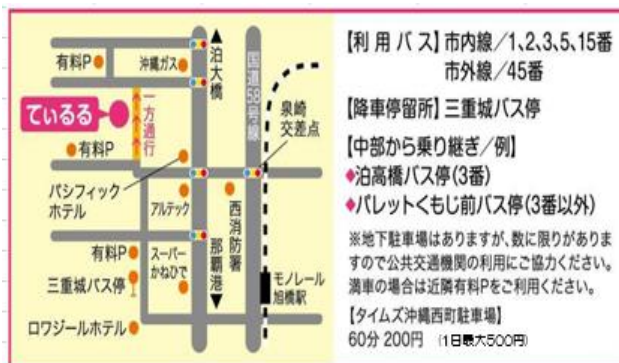 有料P
沖縄ガス
▲泊大橋
国道58号線
ているる
一方通行
泉崎
交差点
有料P
パシフィック
ホテル
アルテック
西消防署
有料P
スーパー
かねひで
那覇港▼
三重城バス停
モノレール
旭橋駅
ロワジールホテル
【利用バス】市内線/1、2、3、5、15番
市外線/45番
【降車停留所】三重城バス停
【中部から乗り継ぎ/例】
◆泊高橋バス停(3番)
◆パレットくもじ前バス停(3番以外)
※地下駐車場はありますが、数に限りがありま
すので公共交通機関の利用にご協力ください。
満車の場合は近隣有料Pをご利用ください。
【タイムズ沖縄西町駐車場】
60分 200円 (1日最大500円)